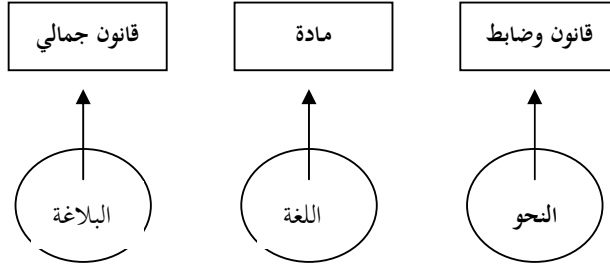 قانون وضابط
مادة
قانون جمالي
النحو
اللغة
البلاغة